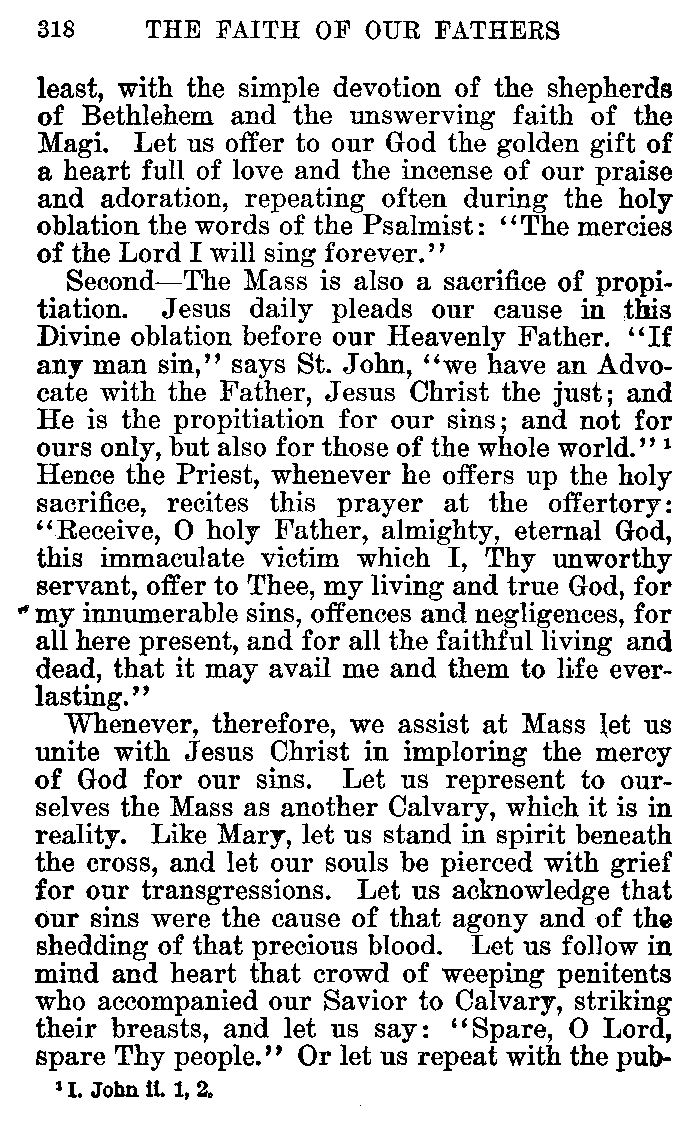 318 THE FAITH OF OUR FATHERS
least, with the simple devotion of the shepherds
of Bethlehem and the unswerving faith of the
Magi. Let us offer to our God the golden gift of
a heart full of love and the incense of our praise
and adoration, repeating often during the holy
oblation the words of the Psalmist: "The mercies
of the Lord I will sing forever."
Second—The Mass is also a sacrifice of propi-
tiation. Jesus daily pleads our cause in this
Divine oblation before our Heavenly Father. "If
any man sin," says St. John, "we have an Advo-
cate with the Father, Jesus Christ the just; and
He is the propitiation for our sins; and not for
ours only, but also for those of the whole world." ¹
Hence the Priest, whenever he offers up the holy
sacrifice, recites this prayer at the offertory:
"Receive, O holy Father, almighty, eternal God,
this immaculate victim which I, Thy unworthy
servant, offer to Thee, my living and true God, for
my innumerable sins, offences and negligences, for
all here present, and for all the faithful living and
dead, that it may avail me and them to life ever-
lasting."
Whenever, therefore, we assist at Mass let us
unite with Jesus Christ in imploring the mercy
of God for our sins. Let us represent to our-
selves the Mass as another Calvary, which it is in
reality. Like Mary, let us stand in spirit beneath
the cross, and let our souls be pierced with grief
for our transgressions. Let us acknowledge that
our sins were the cause of that agony and of the
shedding of that precious blood. Let us follow in
mind and heart that crowd of weeping penitents
who accompanied our Savior to Calvary, striking
their breasts, and let us say: "Spare, O Lord,
spare Thy people." Or let us repeat with the pub-
¹ I. John ii. 1, 2.